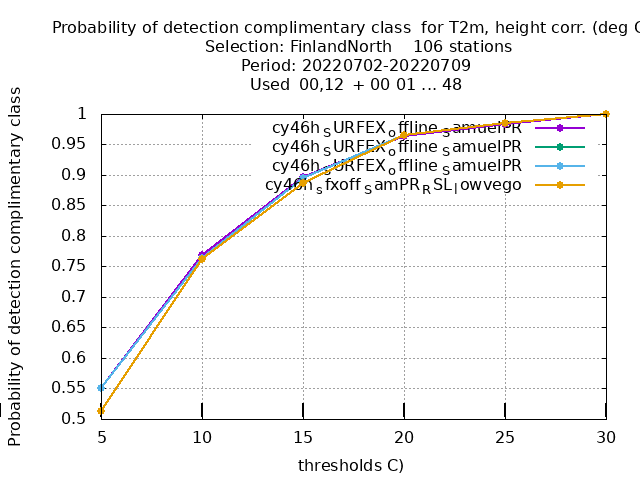 Probability of detection complimentary class for T2m, height corr. (deg C
Selection: FinlandNorth 106 stations
Period: 20220702-20220709
Used 00,12 + 00 01 ... 48
Probability of detection complimentary class
1
0.95
0.9
0.85
0.8
0.75
0.7
0.65
0.6
0.55
0.5
cy46h_SURFEX_offline_SamuelPR
cy46h_SURFEX_offline_SamuelPR
cy46h_SURFEX_offline_SamuelPR
cy46h_sfxoff_SamPR_RSL_lowvego
5 10 15 20 25 30
thresholds C)